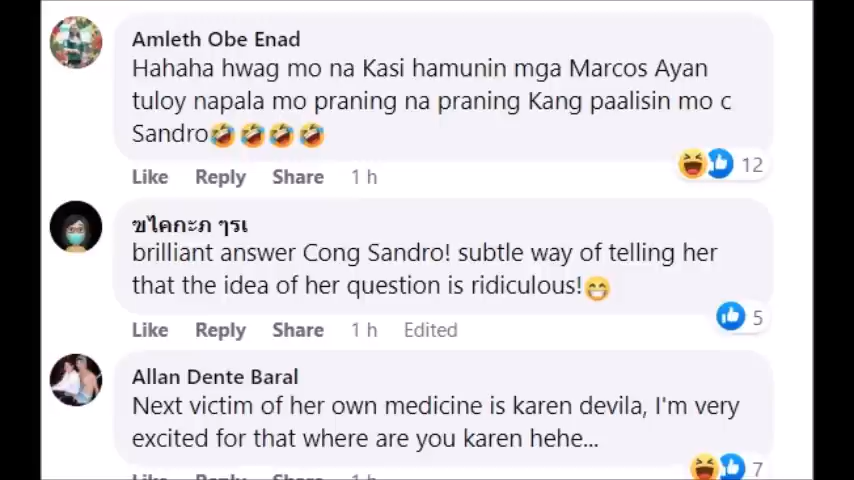 Amleth Obe Enad
Hahaha hwag mo na Kasi hamunin mga Marcos Ayan
tuloy napala mo praning na praning Kang paalisin mo c
Sandro🤣🤣🤣🤣
12
Like Reply Share 1 h
ฃไคกะภ ๆรเ
brilliant answer Cong Sandro! subtle way of telling her
that the idea of her question is ridiculous!😁
5
Like Reply Share 1 h Edited
Allan Dente Baral
Next victim of her own medicine is karen devila, I'm very
excited for that where are you karen hehe...
7
Like Reply Share 1 h